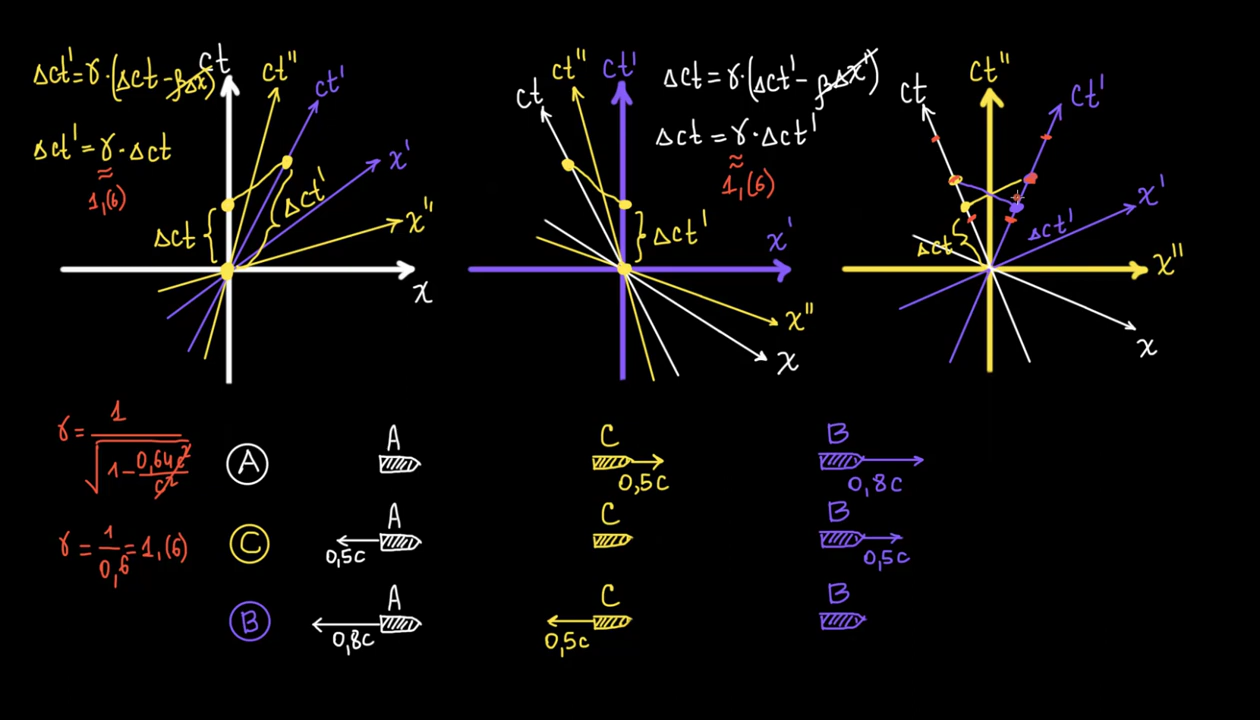 Δct' = γ·(Δct - βΔx)
ct
ct''
ct'
Δct' = γ·Δct
≈
1,(6)
x'
x''
Δct
Δct'
x
ct
ct''
ct'
Δct = γ·(Δct' - βΔx')
Δct = γ·Δct'
≈
1,(6)
Δct'
x'
x''
x
ct
ct''
ct'
x'
Δct
Δct'
x''
x
γ = 1 / √(1 - 0,64c²/c²)
A
A
C
0,5c
B
0,8c
γ = 1/0,6 = 1,(6)
C
A
0,5c
C
B
0,5c
B
A
0,8c
C
0,5c
B